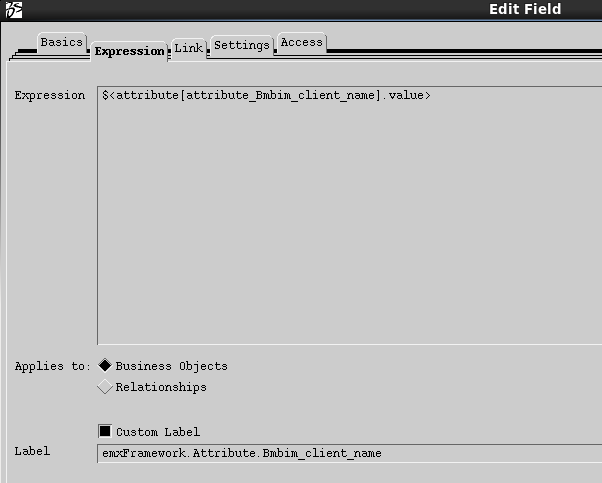 Edit Field
Basics Expression Link Settings Access
Expression $<attribute[attribute_Bmbim_client_name].value>
Applies to: Business Objects
Relationships
Custom Label
Label emxFramework.Attribute.Bmbim_client_name